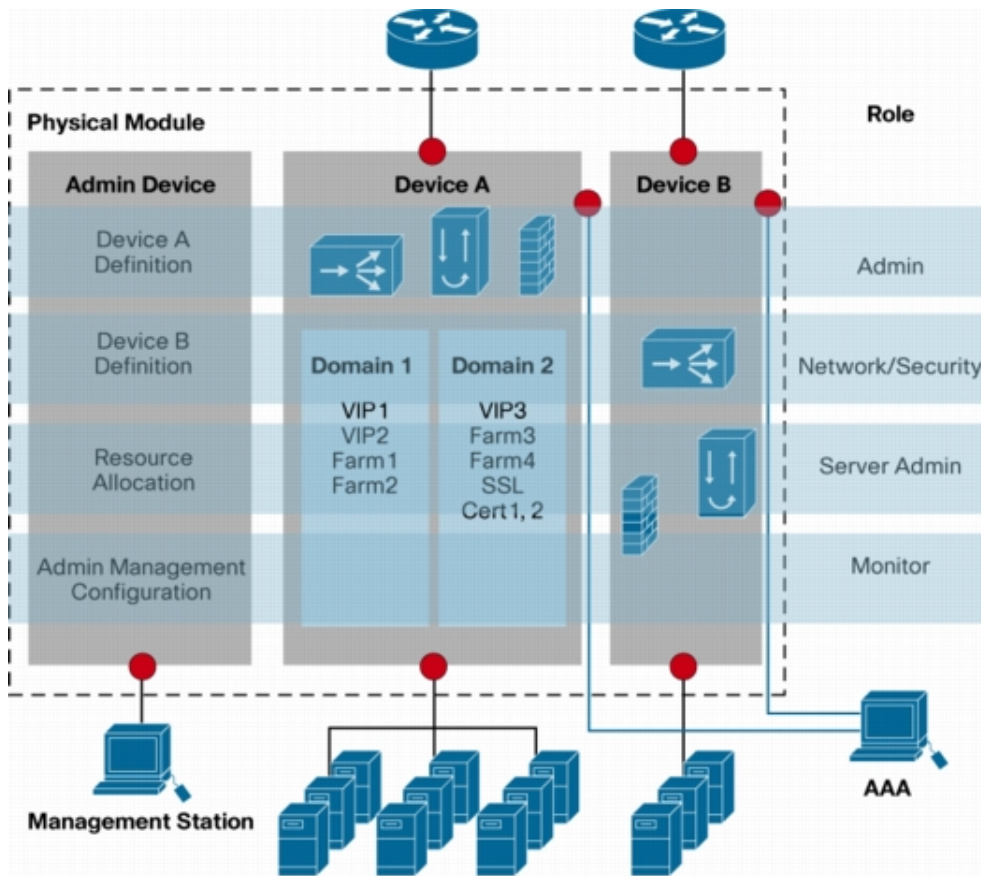 Physical Module
Role
Admin Device
Device A
Device B
Device A
Definition
Admin
Device B
Definition
Domain 1
Domain 2
Network/Security
VIP1
VIP2
Farm1
Farm2
VIP3
Farm3
Farm4
SSL
Cert1, 2
Resource
Allocation
Server Admin
Admin Management
Configuration
Monitor
Management Station
AAA